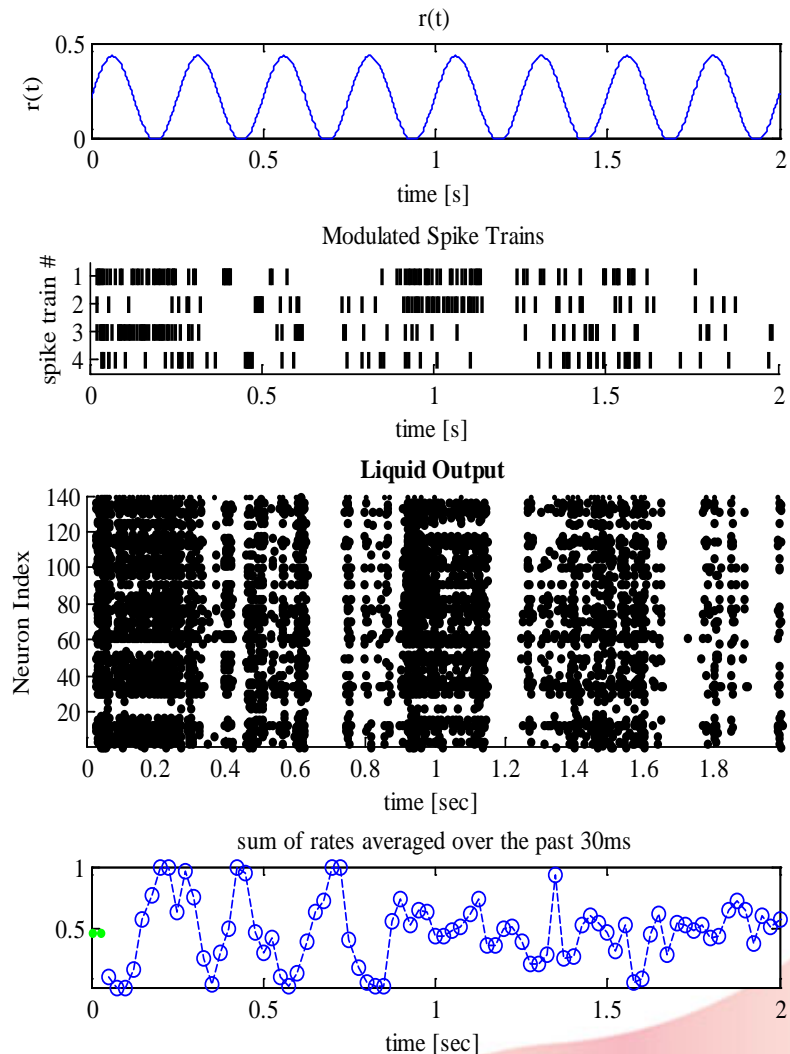 r(t)
0.5
r(t)
0
0 0.5 1 1.5 2
time [s]
Modulated Spike Trains
spike train #
1
2
3
4
0 0.5 1 1.5 2
time [s]
Liquid Output
Neuron Index
140
120
100
80
60
40
20
0 0.2 0.4 0.6 0.8 1 1.2 1.4 1.6 1.8
time [sec]
sum of rates averaged over the past 30ms
1
0.5
0 0.5 1 1.5 2
time [sec]